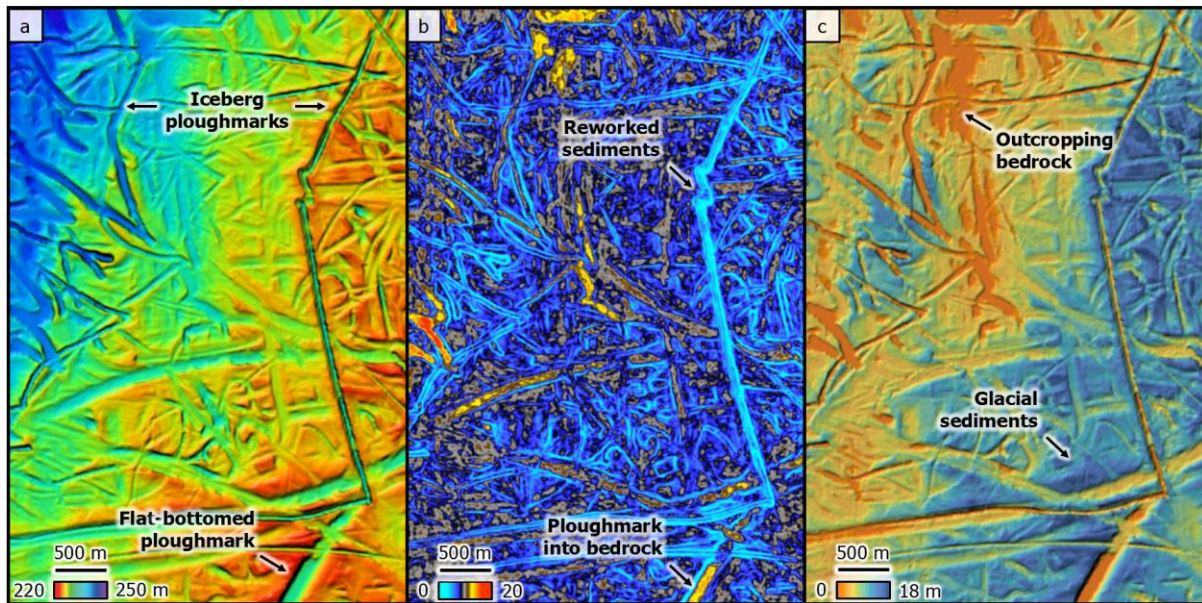 a
Iceberg
ploughmarks
Flat-bottomed
ploughmark
500 m
220 250 m
b
Reworked
sediments
Ploughmark
into bedrock
500 m
0 20
c
Outcropping
bedrock
Glacial
sediments
500 m
0 18 m